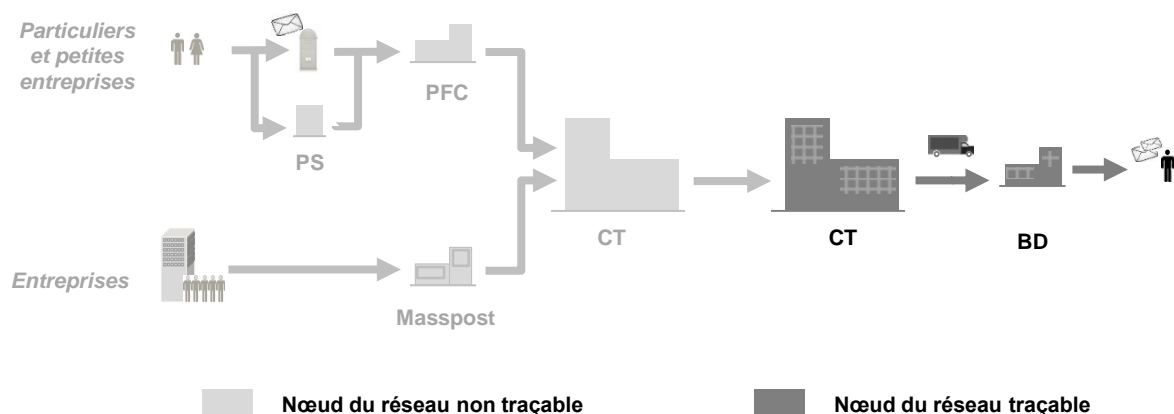 Particuliers
et petites
entreprises
PFC
PS
CT
CT
BD
Entreprises
Masspost
Nœud du réseau non traçable
Nœud du réseau traçable